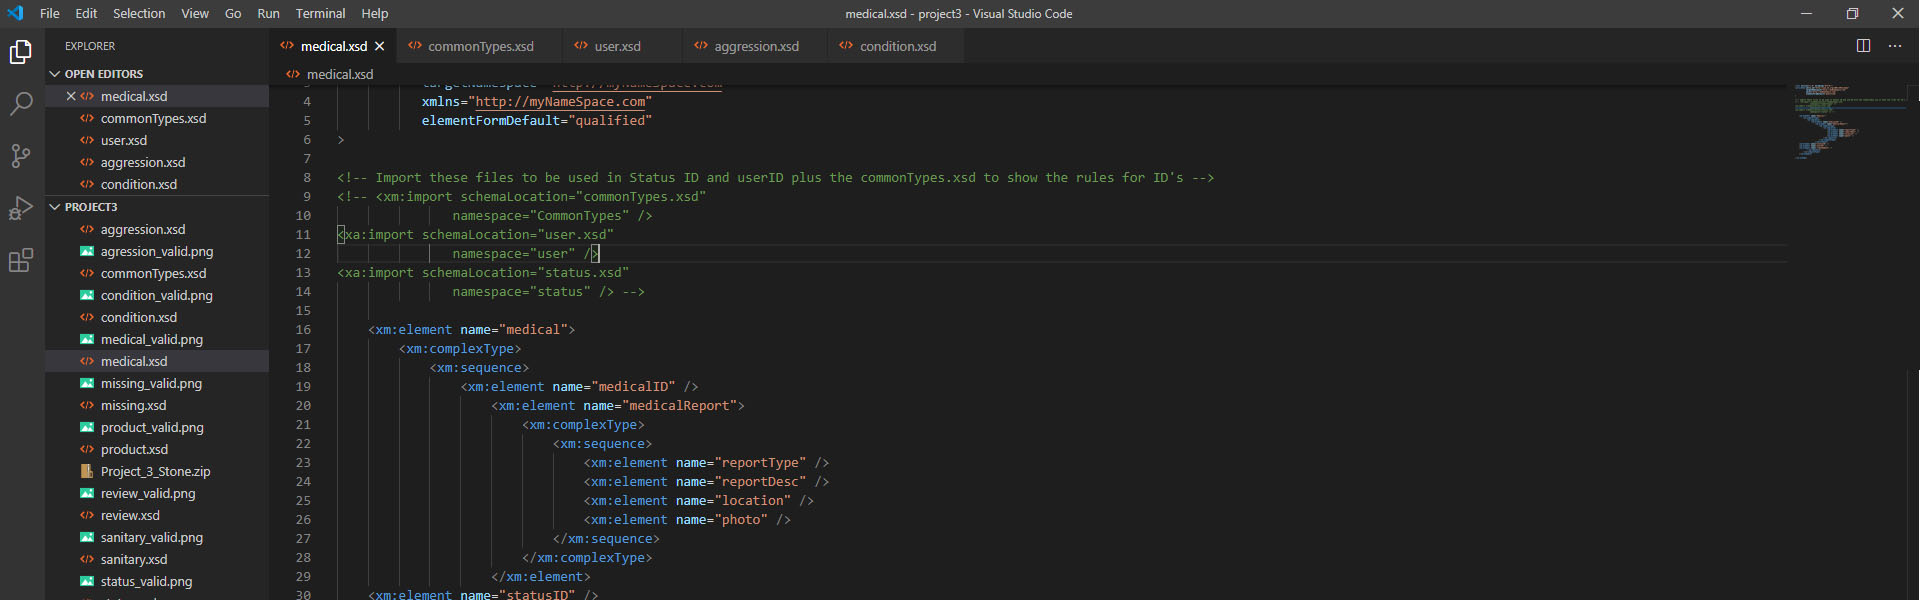 File Edit Selection View Go Run Terminal Help
medical.xsd - project3 - Visual Studio Code
EXPLORER
OPEN EDITORS
medical.xsd
commonTypes.xsd
user.xsd
aggression.xsd
condition.xsd
PROJECT3
aggression.xsd
agression_valid.png
commonTypes.xsd
condition_valid.png
condition.xsd
medical_valid.png
medical.xsd
missing_valid.png
missing.xsd
product_valid.png
product.xsd
Project_3_Stone.zip
review_valid.png
review.xsd
sanitary_valid.png
sanitary.xsd
status_valid.png
medical.xsd commonTypes.xsd user.xsd aggression.xsd condition.xsd
medical.xsd
3 targetNamespace="http://myNameSpace.com"
4 xmlns="http://myNameSpace.com"
5 elementFormDefault="qualified"
6 >
7
8 <!-- Import these files to be used in Status ID and userID plus the commonTypes.xsd to show the rules for ID's -->
9 <!-- <xm:import schemaLocation="commonTypes.xsd"
10 namespace="CommonTypes" />
11 <xa:import schemaLocation="user.xsd"
12 namespace="user" />
13 <xa:import schemaLocation="status.xsd"
14 namespace="status" /> -->
15
16 <xm:element name="medical">
17 <xm:complexType>
18 <xm:sequence>
19 <xm:element name="medicalID" />
20 <xm:element name="medicalReport">
21 <xm:complexType>
22 <xm:sequence>
23 <xm:element name="reportType" />
24 <xm:element name="reportDesc" />
25 <xm:element name="location" />
26 <xm:element name="photo" />
27 </xm:sequence>
28 </xm:complexType>
29 </xm:element>
30 <xm:element name="statusID" />